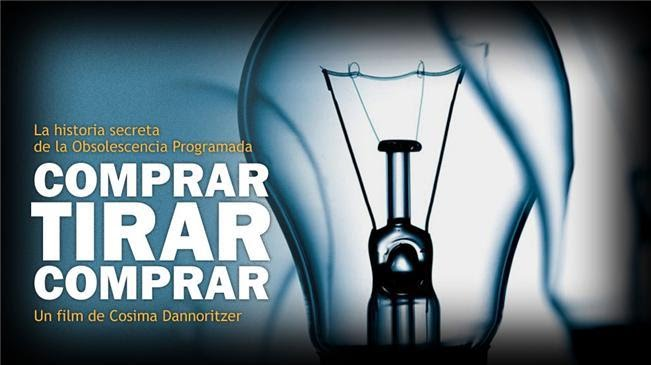 La historia secreta
de la Obsolescencia Programada
COMPRAR
TIRAR
COMPRAR
Un film de Cosima Dannoritzer